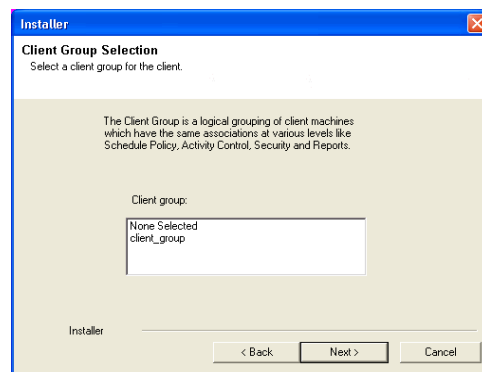 Installer
Client Group Selection
Select a client group for the client.
The Client Group is a logical grouping of client machines
which have the same associations at various levels like
Schedule Policy, Activity Control, Security and Reports.
Client group:
None Selected
client_group
Installer
< Back
Next >
Cancel